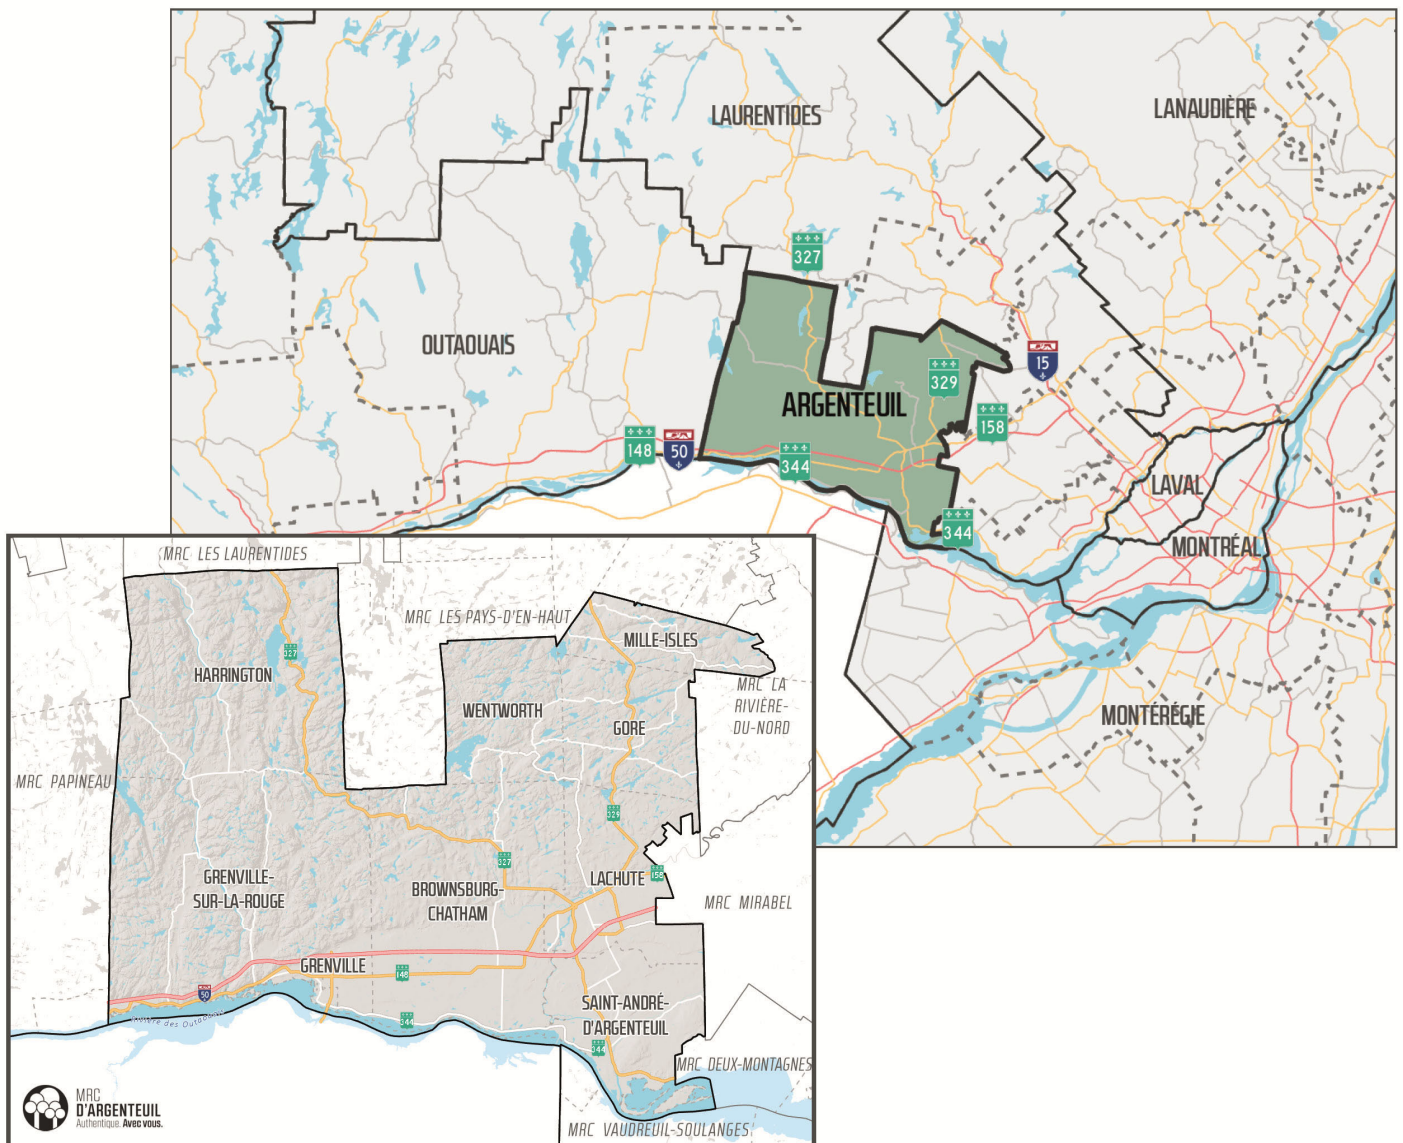 LAURENTIDES
LANAUDIÈRE
327
OUTAOUAIS
15
329
ARGENTEUIL
158
148
50
344
LAVAL
344
MONTRÉAL
MONTÉRÉGIE
MRC LES LAURENTIDES
MRC LES PAYS-D'EN-HAUT
MILLE-ISLES
327
HARRINGTON
MRC LA
RIVIÈRE-
DU-NORD
WENTWORTH
GORE
MRC PAPINEAU
329
327
GRENVILLE-
SUR-LA-ROUGE
BROWNSBURG-
CHATHAM
LACHUTE
158
MRC MIRABEL
GRENVILLE
148
50
SAINT-ANDRÉ-
D'ARGENTEUIL
Rivière des Outaouais
344
344
MRC DEUX-MONTAGNES
MRC
D'ARGENTEUIL
Authentique. Avec vous.
MRC VAUDREUIL-SOULANGES